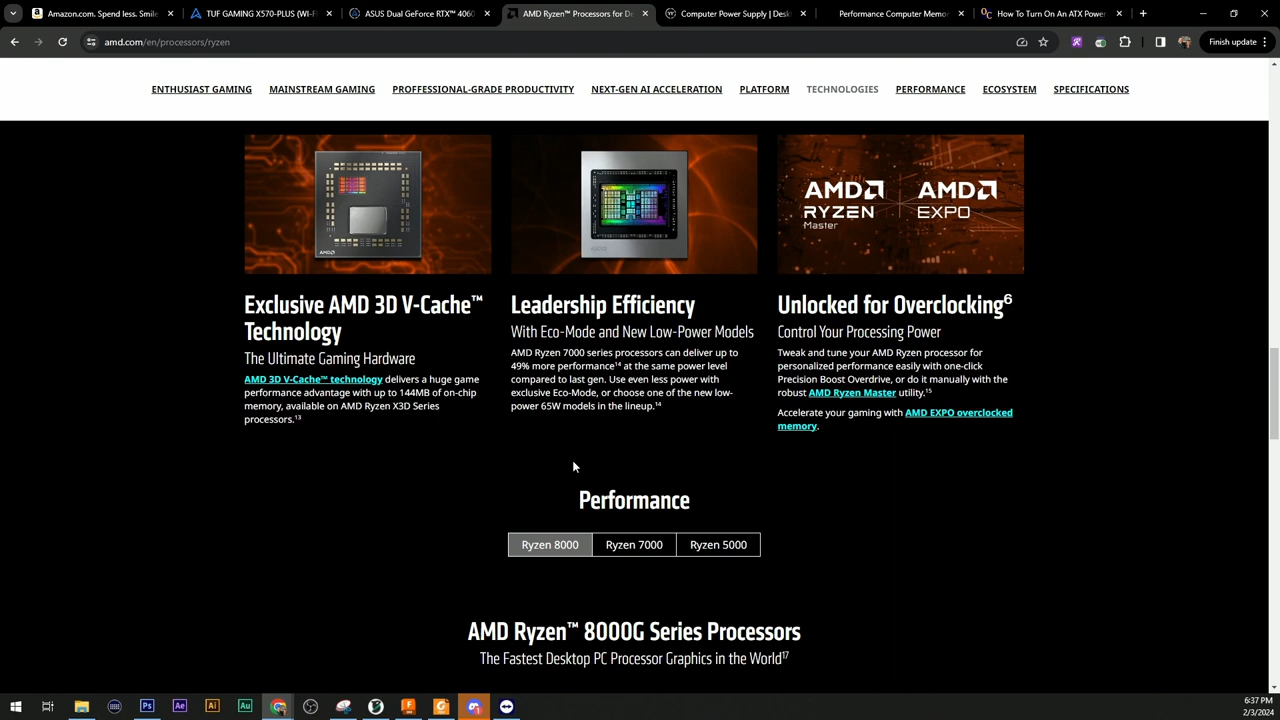 Amazon.com. Spend less. Smile
TUF GAMING X570-PLUS (WI-F
ASUS Dual GeForce RTX™ 4060
AMD Ryzen™ Processors for De
Computer Power Supply | Desk
Performance Computer Memo
How To Turn On An ATX Power
amd.com/en/processors/ryzen
Finish update
ENTHUSIAST GAMING
MAINSTREAM GAMING
PROFFESSIONAL-GRADE PRODUCTIVITY
NEXT-GEN AI ACCELERATION
PLATFORM
TECHNOLOGIES
PERFORMANCE
ECOSYSTEM
SPECIFICATIONS
AMD
AMD
AMD
RYZEN
Master
AMD
EXPO
Exclusive AMD 3D V-Cache™
Technology
The Ultimate Gaming Hardware
AMD 3D V-Cache™ technology delivers a huge game
performance advantage with up to 144MB of on-chip
memory, available on AMD Ryzen X3D Series
processors.¹³
Leadership Efficiency
With Eco-Mode and New Low-Power Models
AMD Ryzen 7000 series processors can deliver up to
49% more performance¹⁴ at the same power level
compared to last gen. Use even less power with
exclusive Eco-Mode, or choose one of the new low-
power 65W models in the lineup.¹⁴
Unlocked for Overclocking⁶
Control Your Processing Power
Tweak and tune your AMD Ryzen processor for
personalized performance easily with one-click
Precision Boost Overdrive, or do it manually with the
robust AMD Ryzen Master utility.¹⁵
Accelerate your gaming with AMD EXPO overclocked
memory.
Performance
Ryzen 8000
Ryzen 7000
Ryzen 5000
AMD Ryzen™ 8000G Series Processors
The Fastest Desktop PC Processor Graphics in the World¹⁷
Ps
Ae
Ai
Au
6:37 PM
2/3/2024